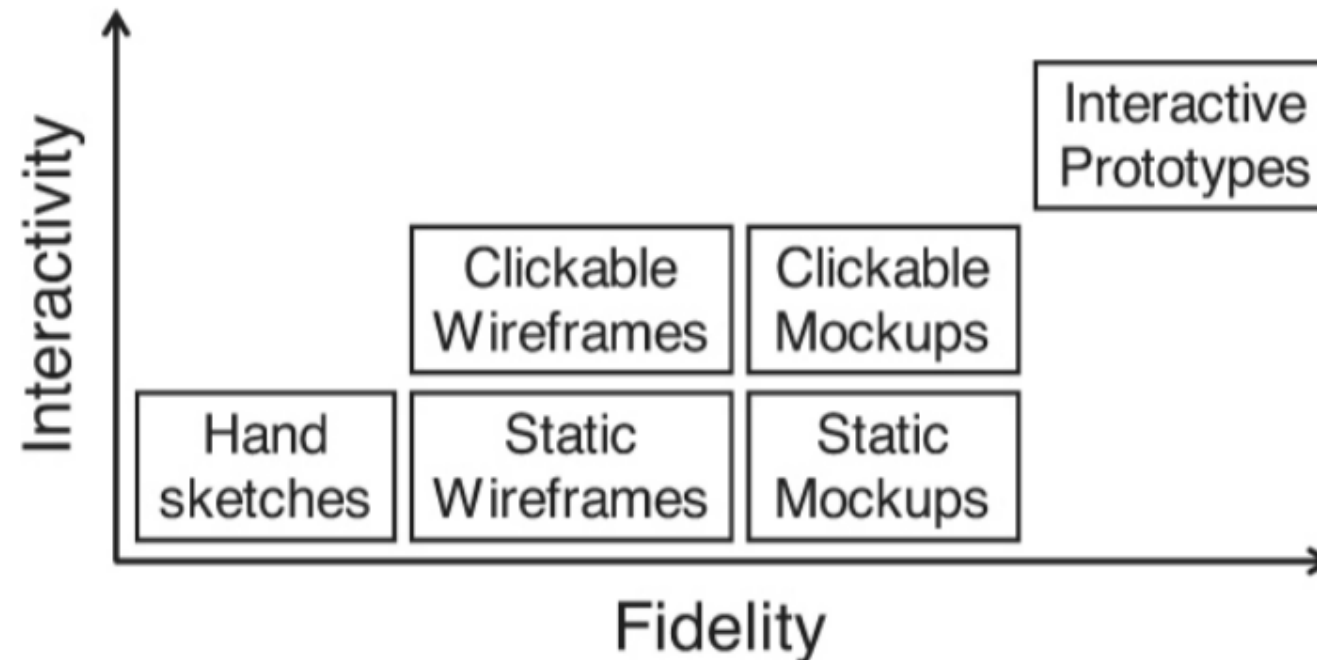 Interactivity
Interactive
Prototypes
Clickable
Wireframes
Clickable
Mockups
Hand
sketches
Static
Wireframes
Static
Mockups
Fidelity